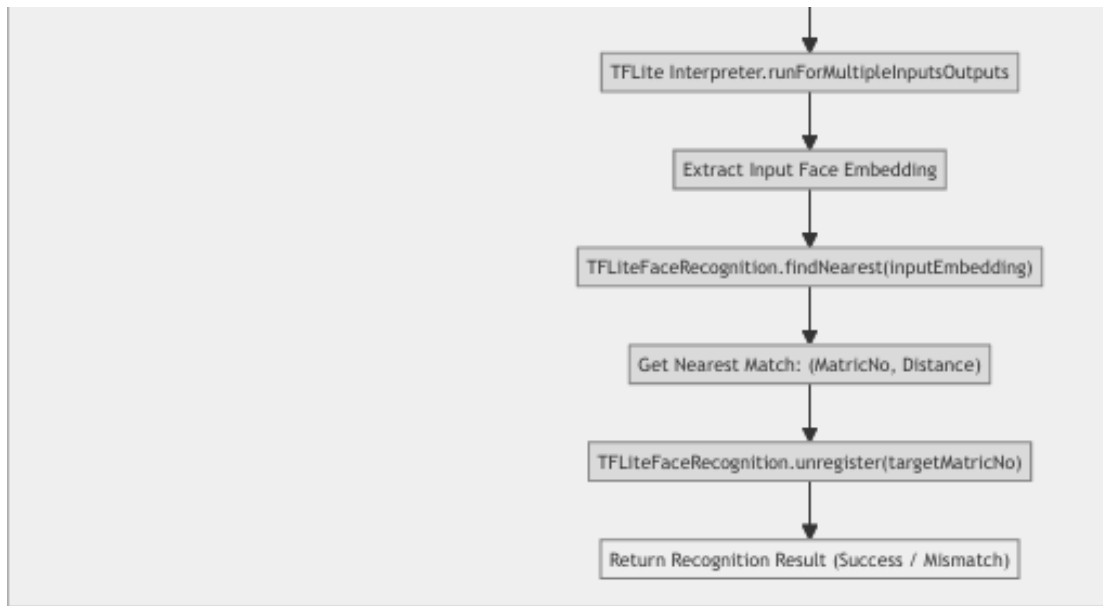 TFLite Interpreter.runForMultipleInputsOutputs
Extract Input Face Embedding
TFLiteFaceRecognition.findNearest(inputEmbedding)
Get Nearest Match: (MatricNo, Distance)
TFLiteFaceRecognition.unregister(targetMatricNo)
Return Recognition Result (Success / Mismatch)